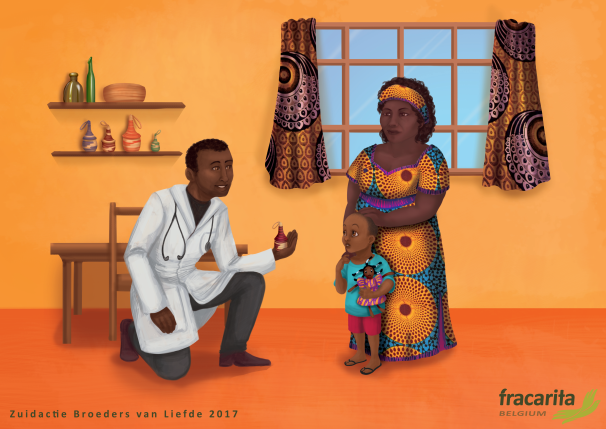 Zuidactie Broeders van Liefde 2017
fracarita
BELGIUM